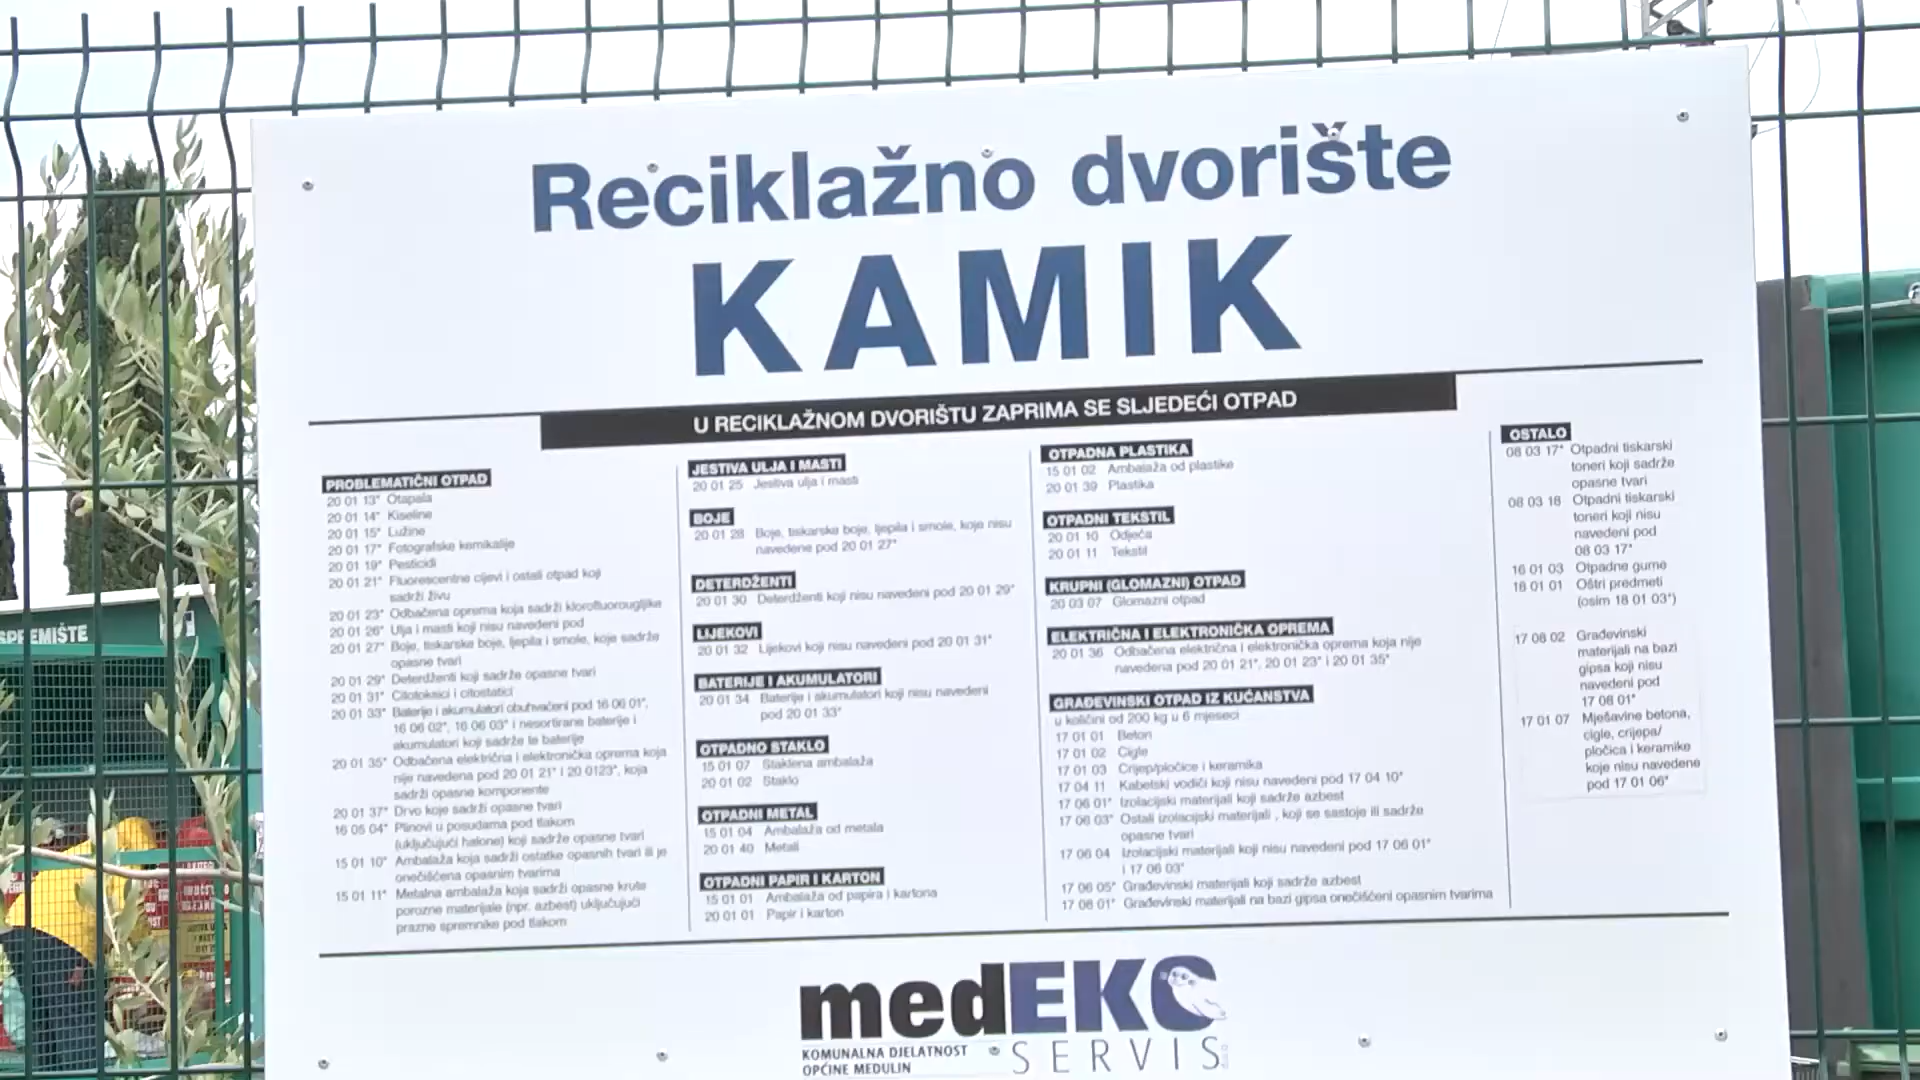 Reciklažno dvorište
KAMIK
U RECIKLAŽNOM DVORIŠTU ZAPRIMA SE SLJEDEĆI OTPAD
PROBLEMATIČNI OTPAD
20 01 13* Otapala
20 01 14* Kiseline
20 01 15* Lužine
20 01 17* Fotografske kemikalije
20 01 19* Pesticidi
20 01 21* Fluorescentne cijevi i ostali otpad koji
sadrži živu
20 01 23* Odbačena oprema koja sadrži klorofluorougljike
20 01 26* Ulja i masti koji nisu navedeni pod
20 01 27* Boje, tiskarske boje, ljepila i smole, koje sadrže
opasne tvari
20 01 29* Deterdženti koji sadrže opasne tvari
20 01 31* Citotoksici i citostatici
20 01 33* Baterije i akumulatori obuhvaćeni pod 16 06 01*,
16 06 02*, 16 06 03* i nesortirane baterije i
akumulatori koji sadrže te baterije
20 01 35* Odbačena električna i elektronička oprema koja
nije navedena pod 20 01 21* i 20 0123*, koja
sadrži opasne komponente
20 01 37* Drvo koje sadrži opasne tvari
16 05 04* Plinovi u posudama pod tlakom
(uključujući halone) koji sadrže opasne tvari
15 01 10* Ambalaža koja sadrži ostatke opasnih tvari ili je
onečišćena opasnim tvarima
15 01 11* Metalna ambalaža koja sadrži opasne krute
porozne materijale (npr. azbest) uključujući
prazne spremnike pod tlakom
JESTIVA ULJA I MASTI
20 01 25 Jestiva ulja i masti
BOJE
20 01 28 Boje, tiskarske boje, ljepila i smole, koje nisu
navedene pod 20 01 27*
DETERDŽENTI
20 01 30 Deterdženti koji nisu navedeni pod 20 01 29*
LIJEKOVI
20 01 32 Lijekovi koji nisu navedeni pod 20 01 31*
BATERIJE I AKUMULATORI
20 01 34 Baterije i akumulatori koji nisu navedeni
pod 20 01 33*
OTPADNO STAKLO
15 01 07 Staklena ambalaža
20 01 02 Staklo
OTPADNI METAL
15 01 04 Ambalaža od metala
20 01 40 Metali
OTPADNI PAPIR I KARTON
15 01 01 Ambalaža od papira i kartona
20 01 01 Papir i karton
OTPADNA PLASTIKA
15 01 02 Ambalaža od plastike
20 01 39 Plastika
OTPADNI TEKSTIL
20 01 10 Odjeća
20 01 11 Tekstil
KRUPNI (GLOMAZNI) OTPAD
20 03 07 Glomazni otpad
ELEKTRIČNA I ELEKTRONIČKA OPREMA
20 01 36 Odbačena električna i elektronička oprema koja nije
navedena pod 20 01 21*, 20 01 23* i 20 01 35*
GRAĐEVINSKI OTPAD IZ KUĆANSTVA
u količini od 200 kg u 6 mjeseci
17 01 01 Beton
17 01 02 Cigle
17 01 03 Crijep/pločice i keramika
17 04 11 Kabelski vodiči koji nisu navedeni pod 17 04 10*
17 06 01* Izolacijski materijali koji sadrže azbest
17 06 03* Ostali izolacijski materijali , koji se sastoje ili sadrže
opasne tvari
17 06 04 Izolacijski materijali koji nisu navedeni pod 17 06 01*
i 17 06 03*
17 06 05* Građevinski materijali koji sadrže azbest
17 08 01* Građevinski materijali na bazi gipsa onečišćeni opasnim tvarima
OSTALO
08 03 17* Otpadni tiskarski
toneri koji sadrže
opasne tvari
08 03 18 Otpadni tiskarski
toneri koji nisu
navedeni pod
08 03 17*
16 01 03 Otpadne gume
18 01 01 Oštri predmeti
(osim 18 01 03*)
17 08 02 Građevinski
materijali na bazi
gipsa koji nisu
navedeni pod
17 08 01*
17 01 07 Mješavine betona,
cigle, crijepa/
pločica i keramike
koje nisu navedene
pod 17 01 06*
medEKO
SERVIS
KOMUNALNA DJELATNOST
OPĆINE MEDULIN
SPREMIŠTE